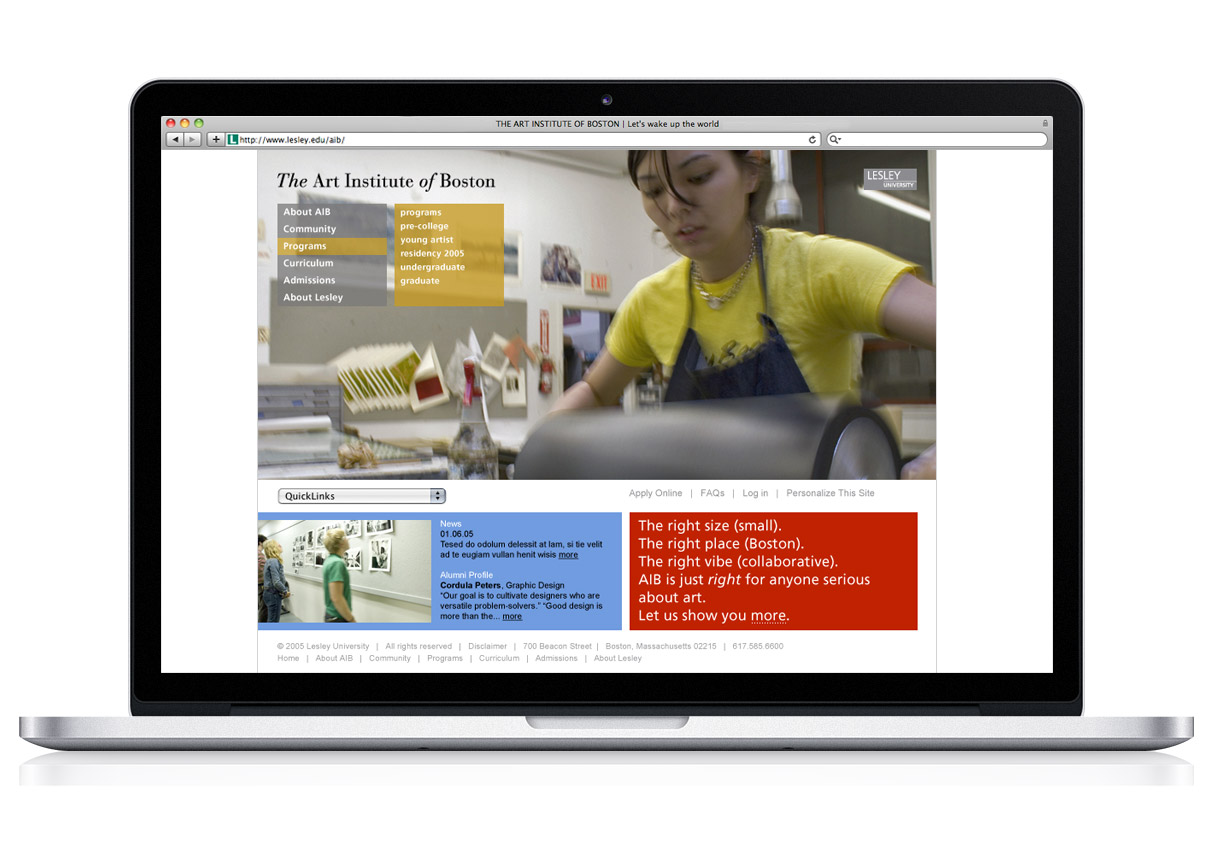 THE ART INSTITUTE OF BOSTON | Let's wake up the world
http://www.lesley.edu/aib/
The Art Institute of Boston
LESLEY
UNIVERSITY
About AIB
Community
Programs
Curriculum
Admissions
About Lesley
programs
pre-college
young artist
residency 2005
undergraduate
graduate
EXIT
QuickLinks
Apply Online | FAQs | Log in | Personalize This Site
News
01.06.05
Tesed do odolum delessit at lam, si tie velit
ad te eugiam vullan henit wisis more
Alumni Profile
Cordula Peters, Graphic Design
“Our goal is to cultivate designers who are
versatile problem-solvers.” “Good design is
more than the... more
The right size (small).
The right place (Boston).
The right vibe (collaborative).
AIB is just right for anyone serious
about art.
Let us show you more.
© 2005 Lesley University | All rights reserved | Disclaimer | 700 Beacon Street | Boston, Massachusetts 02215 | 617.585.6600
Home | About AIB | Community | Programs | Curriculum | Admissions | About Lesley